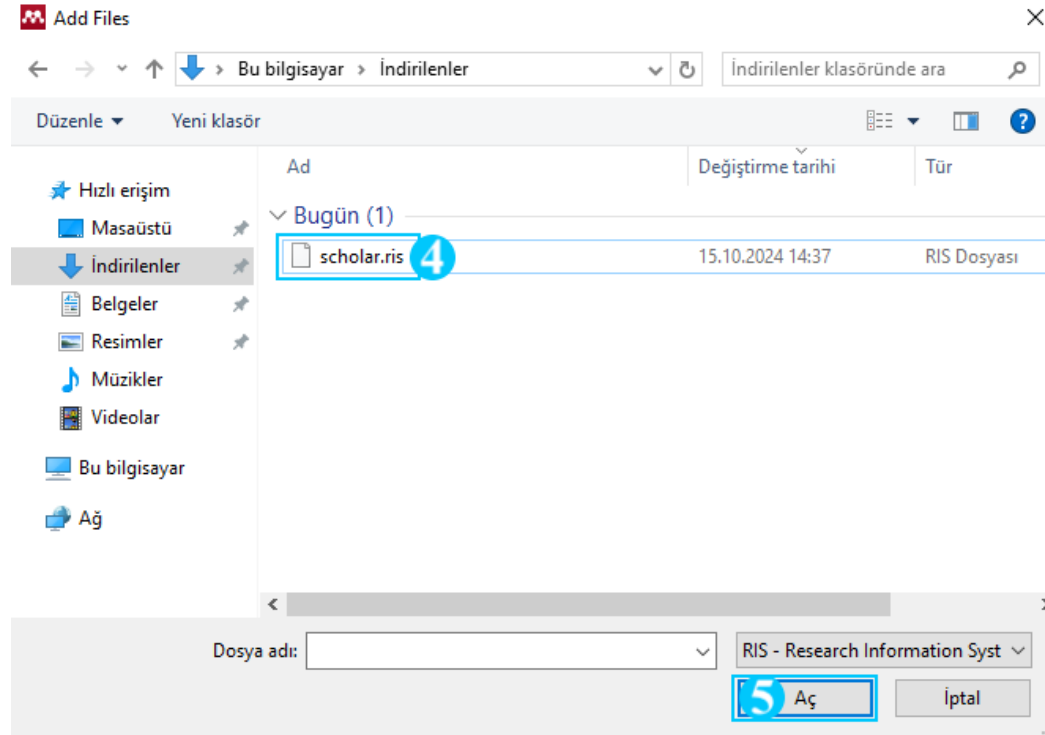 Add Files
Bu bilgisayar > İndirilenler
İndirilenler klasöründe ara
Düzenle
Yeni klasör
Ad
Değiştirme tarihi
Tür
Hızlı erişim
Masaüstü
İndirilenler
Belgeler
Resimler
Müzikler
Videolar
Bu bilgisayar
Ağ
Bugün (1)
scholar.ris 4 15.10.2024 14:37 RIS Dosyası
Dosya adı:
RIS - Research Information Syst
5 Aç
İptal